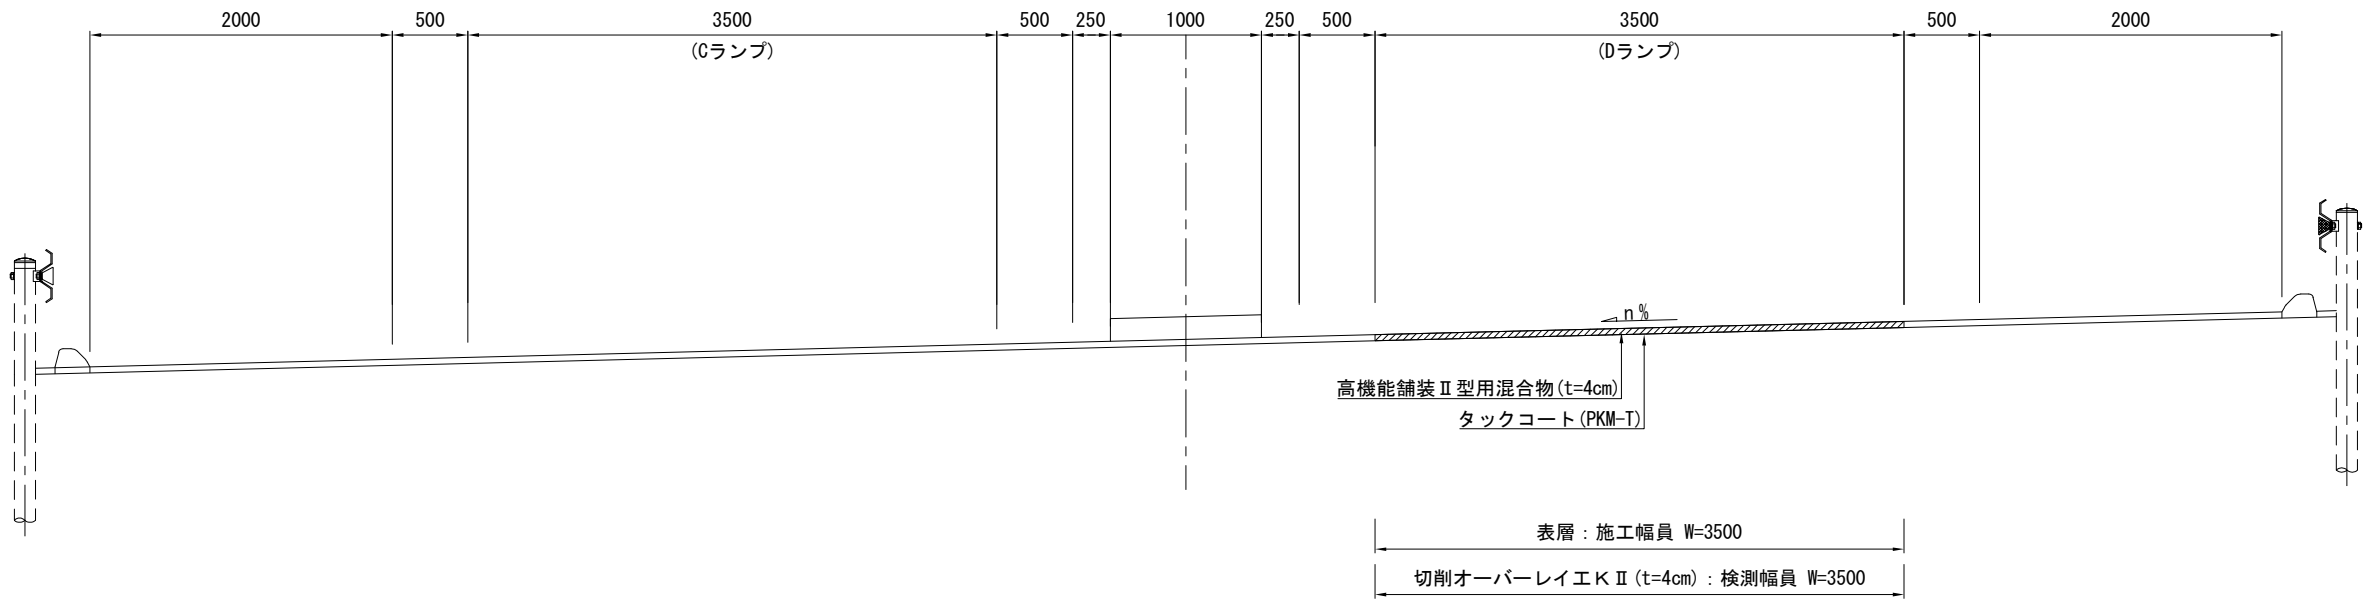 2000 500 3500 500 250 1000 250 500 3500 500 2000
(Cランプ) (Dランプ)
n%
高機能舗装Ⅱ型用混合物(t=4cm)
タックコート(PKM-T)
表層：施工幅員 W=3500
切削オーバーレイ工KⅡ(t=4cm)：検測幅員 W=3500